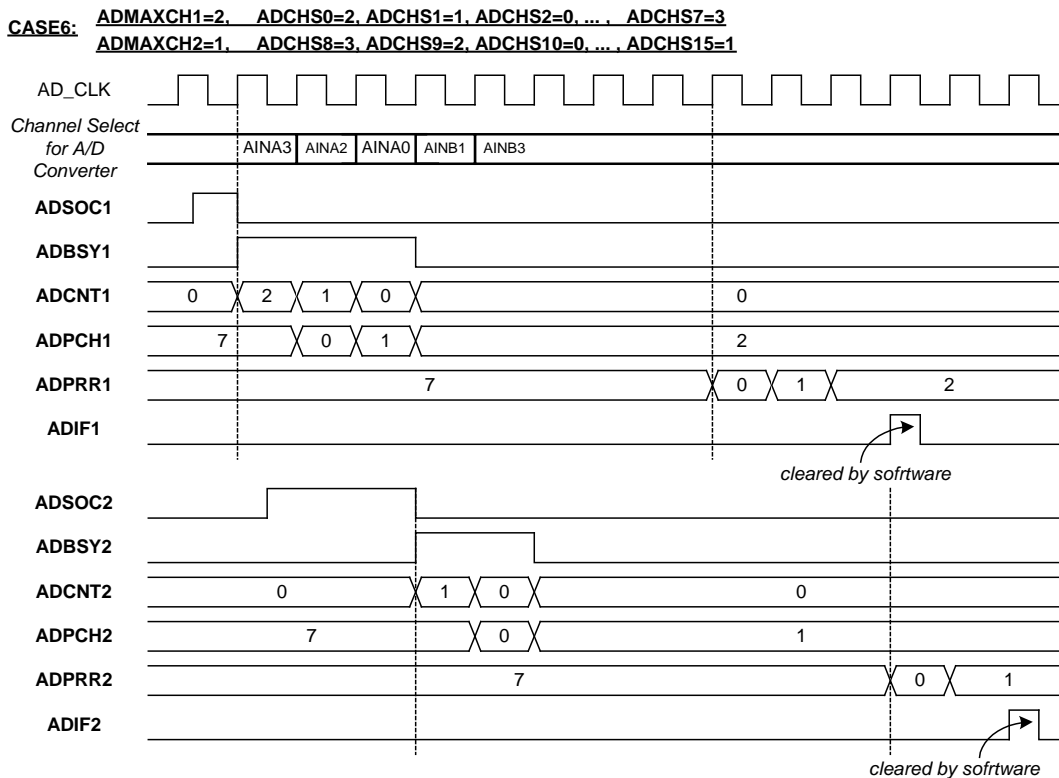 CASE6: ADMAXCH1=2, ADCHS0=2, ADCHS1=1, ADCHS2=0, ... , ADCHS7=3
ADMAXCH2=1, ADCHS8=3, ADCHS9=2, ADCHS10=0, ... , ADCHS15=1
AD_CLK
Channel Select
for A/D
Converter
AINA3 AINA2 AINA0 AINB1 AINB3
ADSOC1
ADBSY1
ADCNT1 0 2 1 0 0
ADPCH1 7 0 1 2
ADPRR1 7 0 1 2
ADIF1
cleared by sofrtware
ADSOC2
ADBSY2
ADCNT2 0 1 0 0
ADPCH2 7 0 1
ADPRR2 7 0 1
ADIF2
cleared by sofrtware